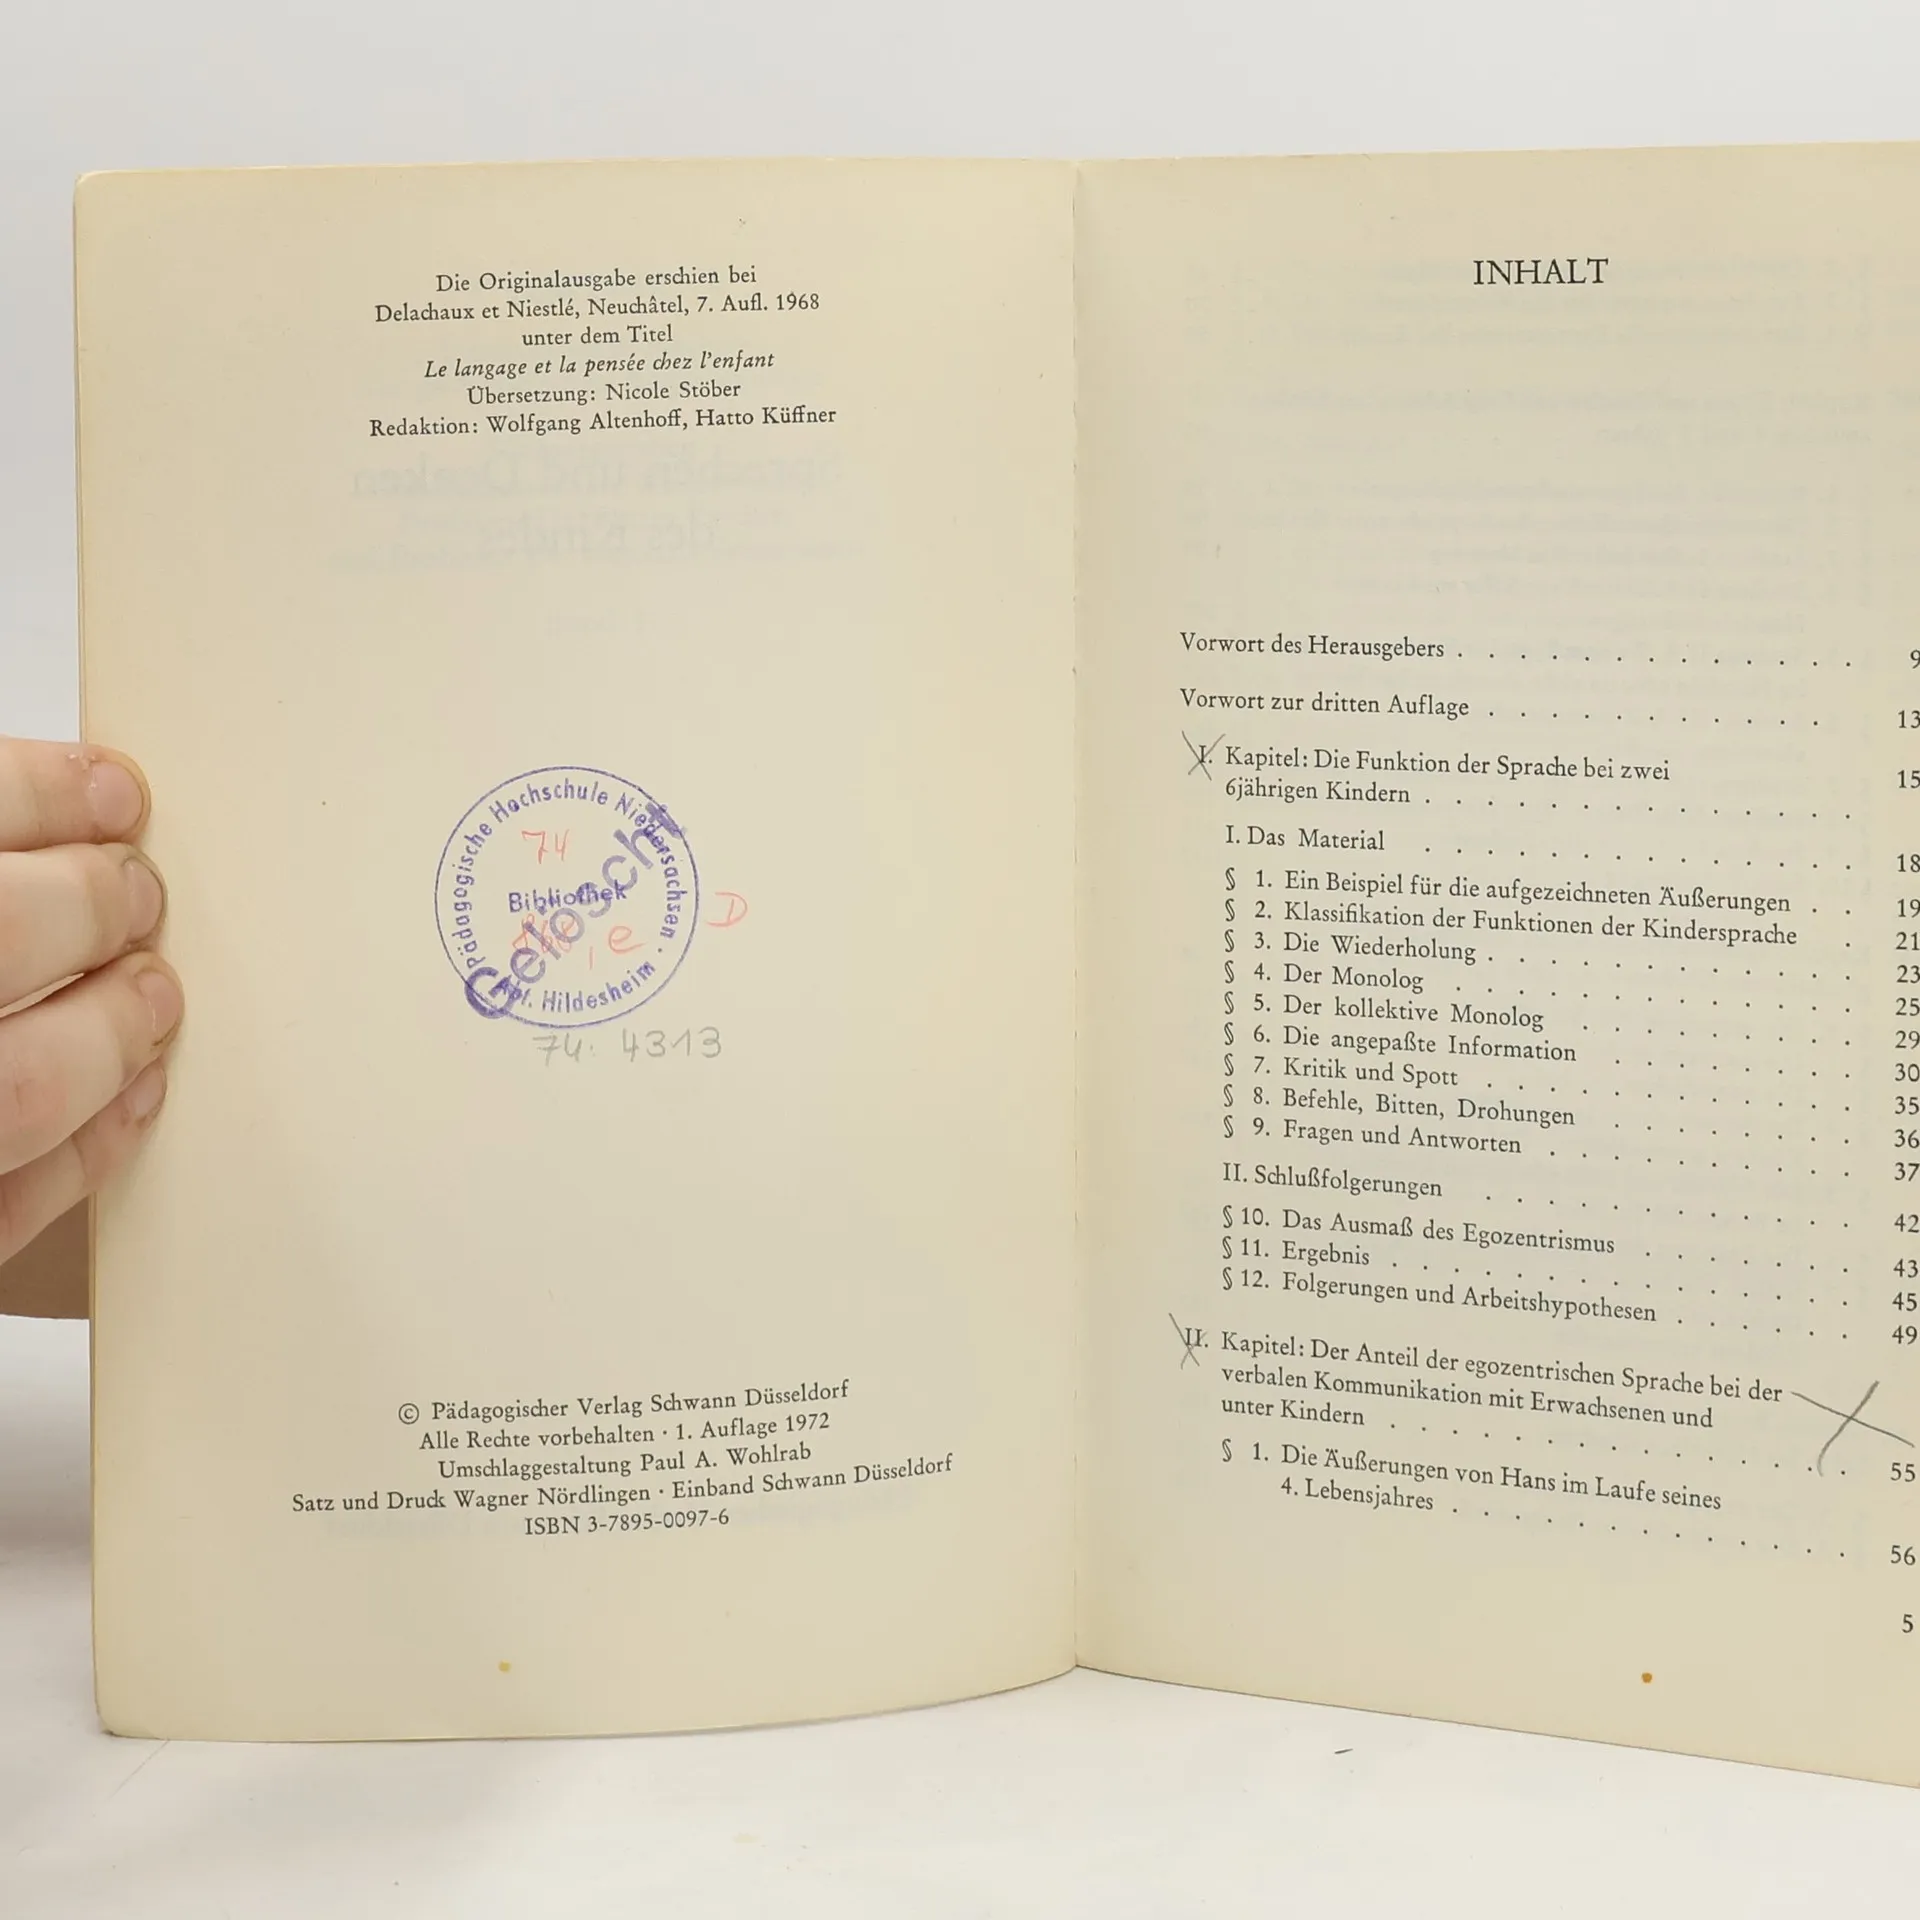 Die Originalausgabe erschien bei
Delachaux et Niestlé, Neuchâtel, 7. Aufl. 1968
unter dem Titel
Le langage et la pensée chez l'enfant
Übersetzung: Nicole Stöber
Redaktion: Wolfgang Altenhoff, Hatto Küffner
Pädagogische Hochschule Niedersachsen
74
Bibliothek
Gelöscht
, e D
Abt. Hildesheim
74. 4313
© Pädagogischer Verlag Schwann Düsseldorf
Alle Rechte vorbehalten · 1. Auflage 1972
Umschlaggestaltung Paul A. Wohlrab
Satz und Druck Wagner Nördlingen · Einband Schwann Düsseldorf
ISBN 3-7895-0097-6
INHALT
Vorwort des Herausgebers . . . . . . . . . . . . . 9
Vorwort zur dritten Auflage . . . . . . . . . . . 13
I. Kapitel: Die Funktion der Sprache bei zwei 15
6jährigen Kindern . . . . . . . . . . . . . .
I. Das Material . . . . . . . . . . . . . . 18
§ 1. Ein Beispiel für die aufgezeichneten Äußerungen . . 19
§ 2. Klassifikation der Funktionen der Kindersprache . 21
§ 3. Die Wiederholung . . . . . . . . . . . . 23
§ 4. Der Monolog . . . . . . . . . . . . . 25
§ 5. Der kollektive Monolog . . . . . . . . . 29
§ 6. Die angepaßte Information . . . . . . . . 30
§ 7. Kritik und Spott . . . . . . . . . . . . 35
§ 8. Befehle, Bitten, Drohungen . . . . . . . . 36
§ 9. Fragen und Antworten . . . . . . . . . . 37
II. Schlußfolgerungen . . . . . . . . . . . . 42
§ 10. Das Ausmaß des Egozentrismus . . . . . . . 43
§ 11. Ergebnis . . . . . . . . . . . . . . . 45
§ 12. Folgerungen und Arbeitshypothesen . . . . . . 49
II. Kapitel: Der Anteil der egozentrischen Sprache bei der
verbalen Kommunikation mit Erwachsenen und
unter Kindern . . . . . . . . . . . . . . . 55
§ 1. Die Äußerungen von Hans im Laufe seines
4. Lebensjahres . . . . . . . . . . . . . 56
5